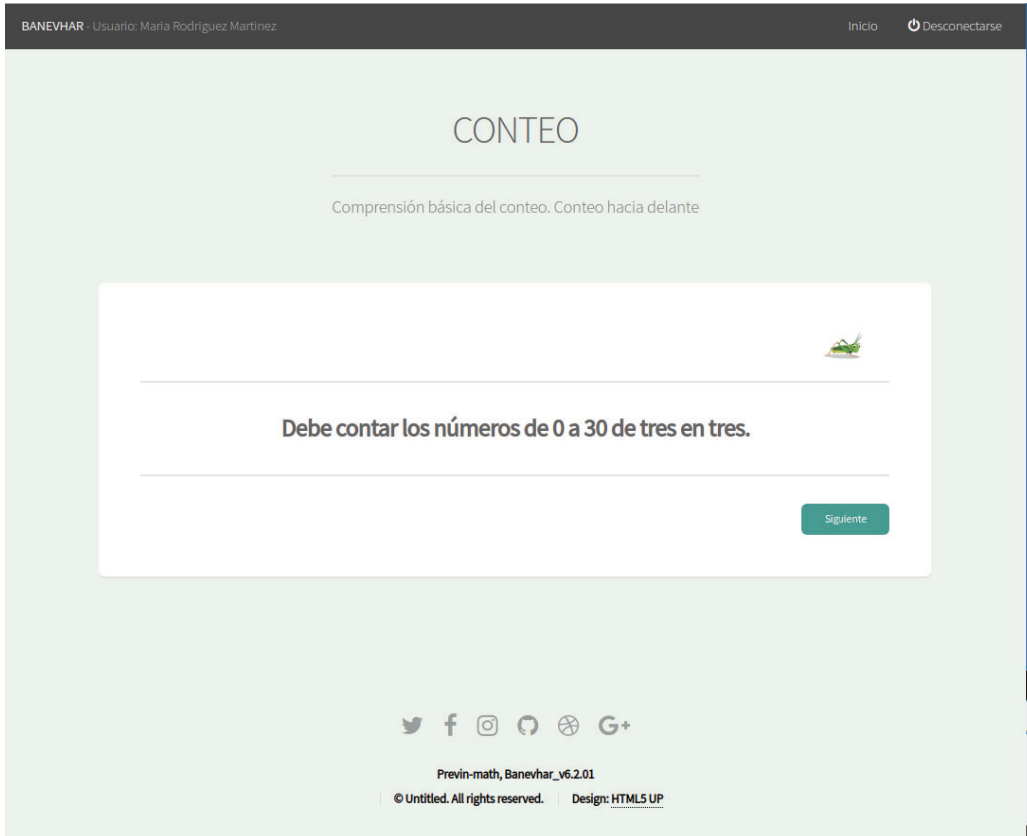 BANEVHAR - Usuario: Maria Rodriguez Martinez Inicio Desconectarse
CONTEO
Comprensión básica del conteo. Conteo hacia delante
Debe contar los números de 0 a 30 de tres en tres.
Siguiente
Previn-math, Banevhar_v6.2.01
© Untitled. All rights reserved. Design: HTML5 UP